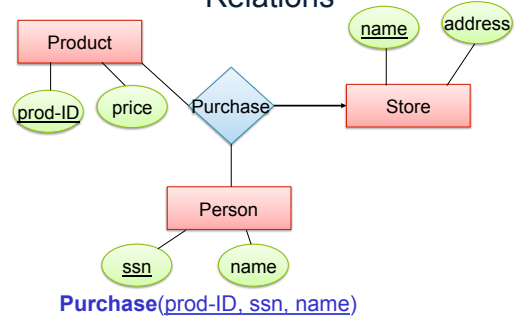 Relations
name
address
Product
prod-ID
price
Purchase
Store
Person
ssn
name
Purchase(prod-ID, ssn, name)